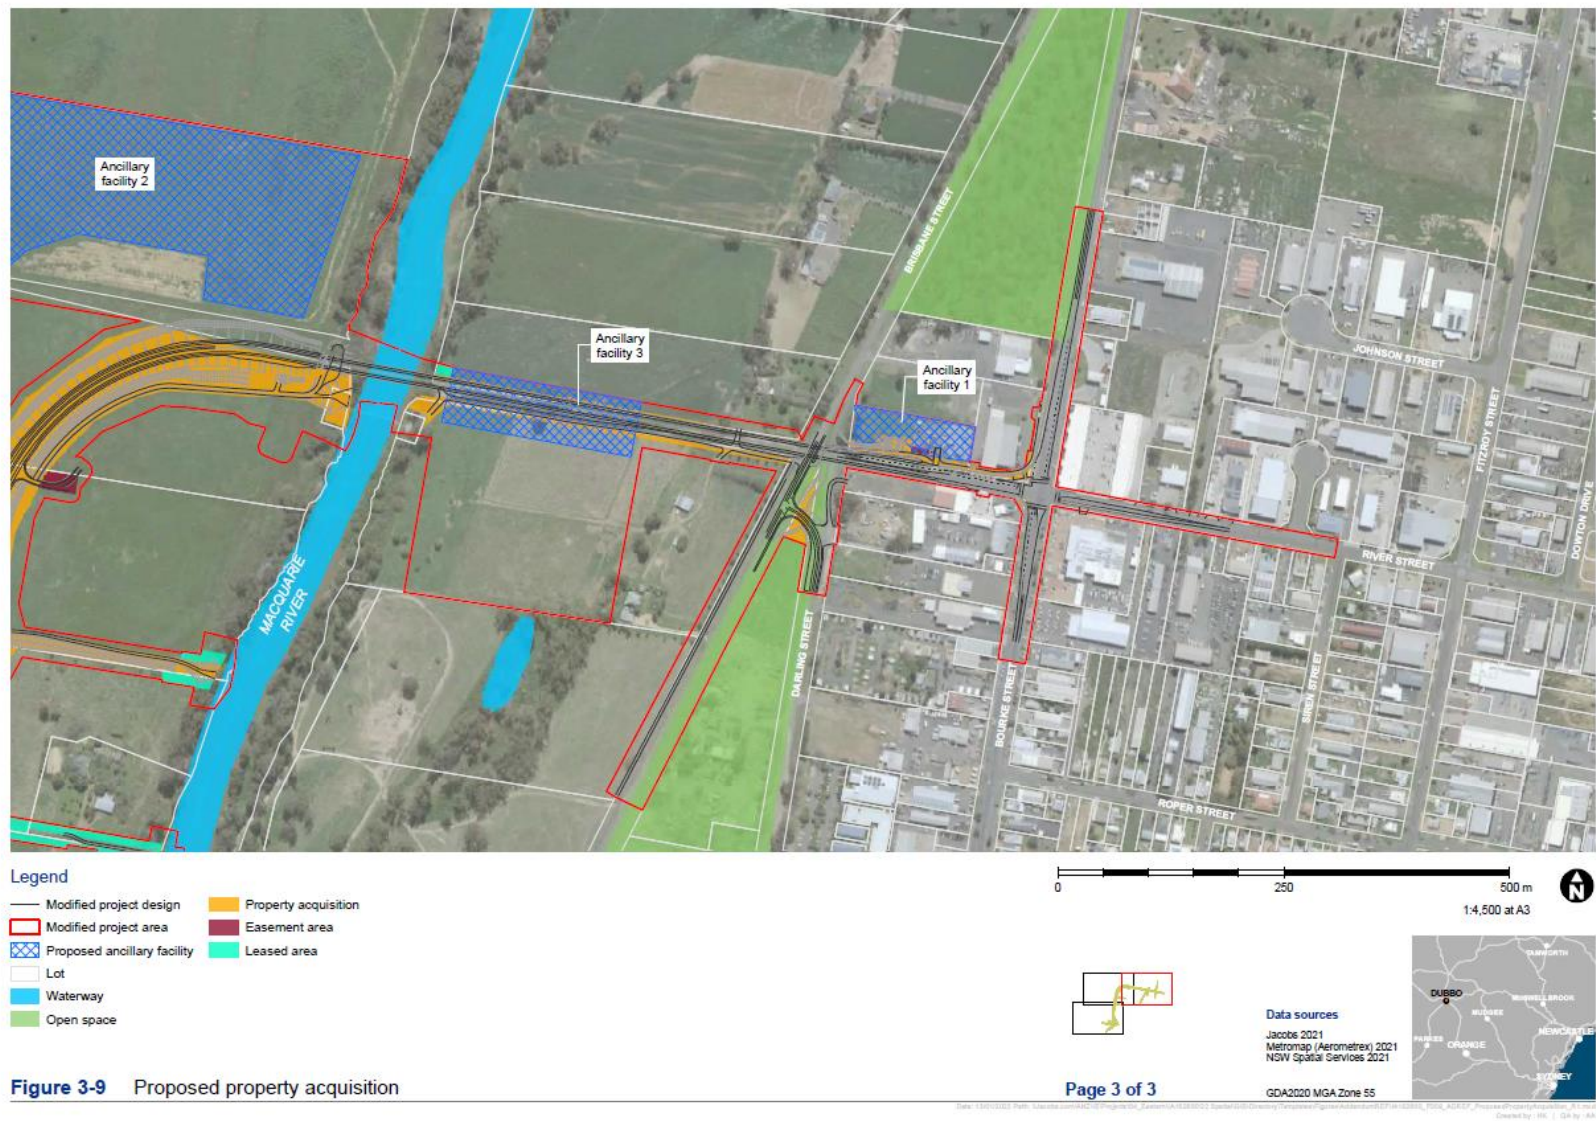 Ancillary
facility 2
Ancillary
facility 3
Ancillary
facility 1
BRISBANE STREET
JOHNSON STREET
FITZROY STREET
DOWTON DRIVE
RIVER STREET
MACQUARIE
RIVER
DARLING STREET
BOURKE STREET
SIREN STREET
ROPER STREET
Legend
Modified project design
Modified project area
Proposed ancillary facility
Lot
Waterway
Open space
Property acquisition
Easement area
Leased area
0 250 500 m
N
1:4,500 at A3
DUBBO
TAMWORTH
MUSWELLBROOK
MUDGEE
NEWCASTLE
PARKES
ORANGE
SYDNEY
Data sources
Jacobs 2021
Metromap (Aerometrex) 2021
NSW Spatial Services 2021
Figure 3-9 Proposed property acquisition
Page 3 of 3
GDA2020 MGA Zone 55